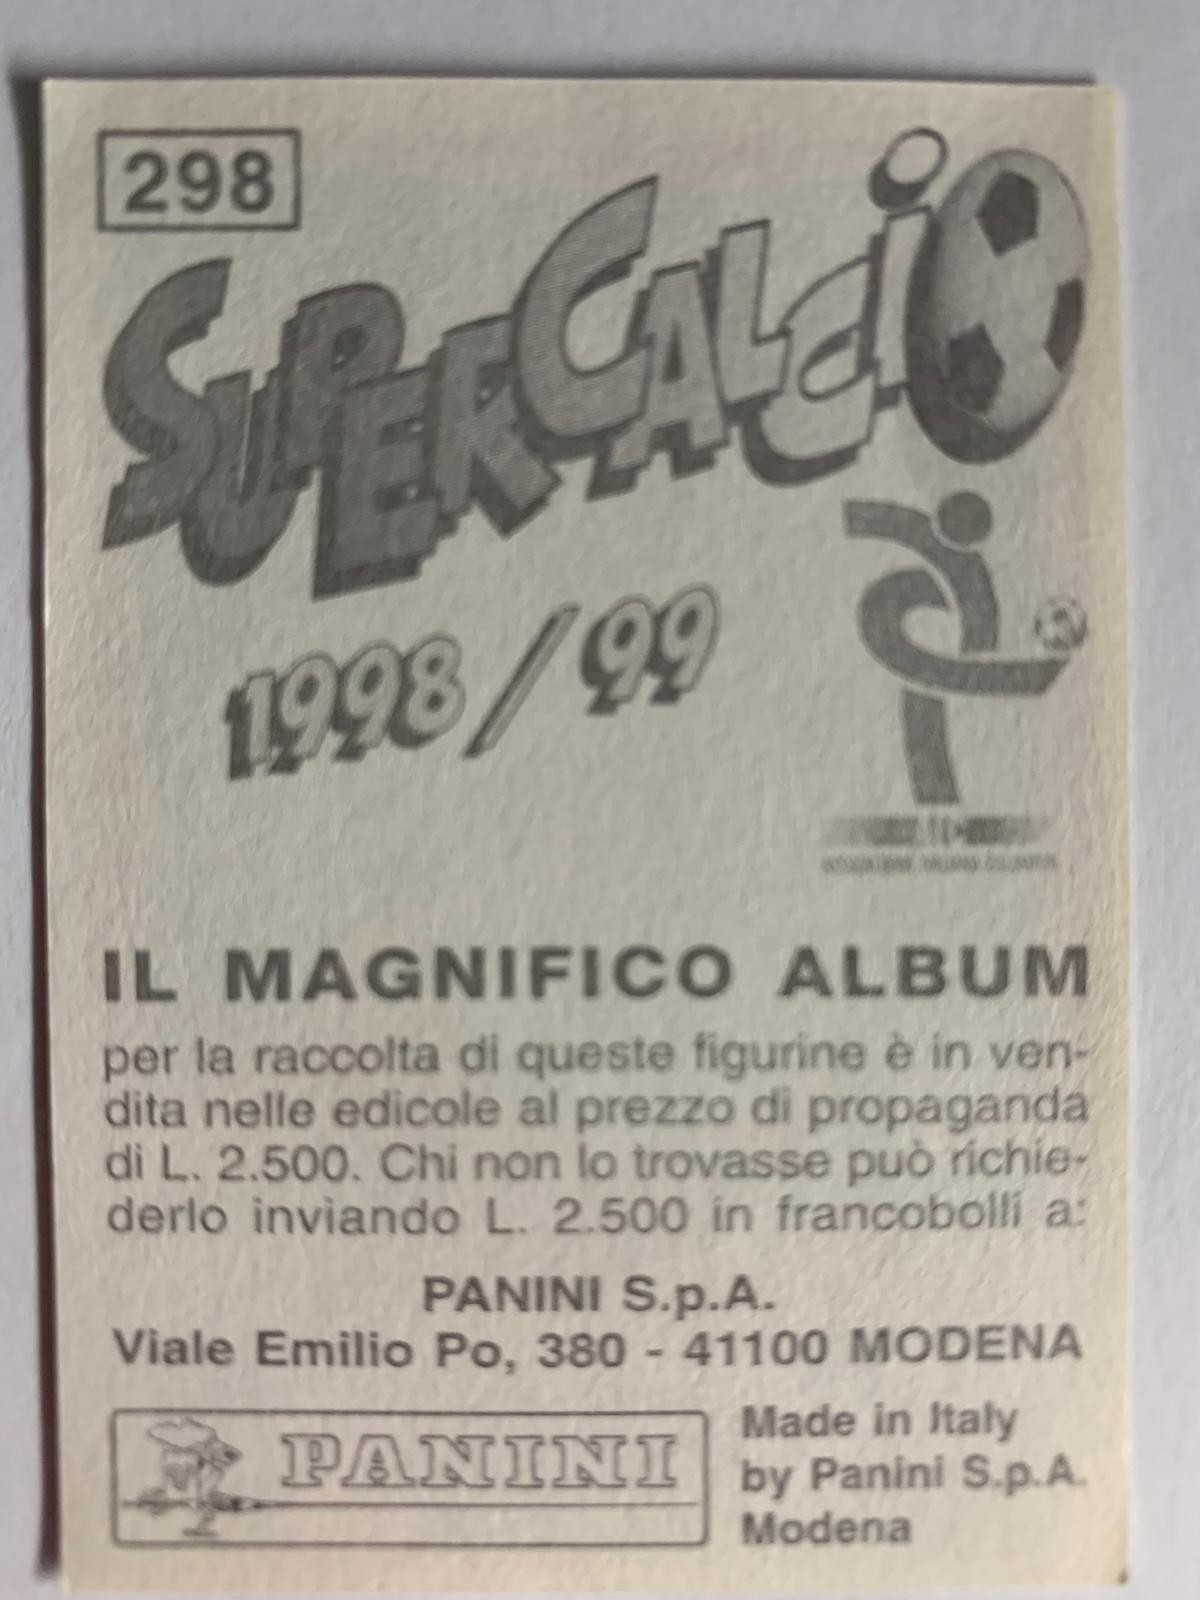 298
SUPERCALCIO
1998/99
IL MAGNIFICO ALBUM
per la raccolta di queste figurine è in ven-
dita nelle edicole al prezzo di propaganda
di L. 2.500. Chi non lo trovasse può richie-
derlo inviando L. 2.500 in francobolli a:
PANINI S.p.A.
Viale Emilio Po, 380 - 41100 MODENA
PANINI
Made in Italy
by Panini S.p.A.
Modena